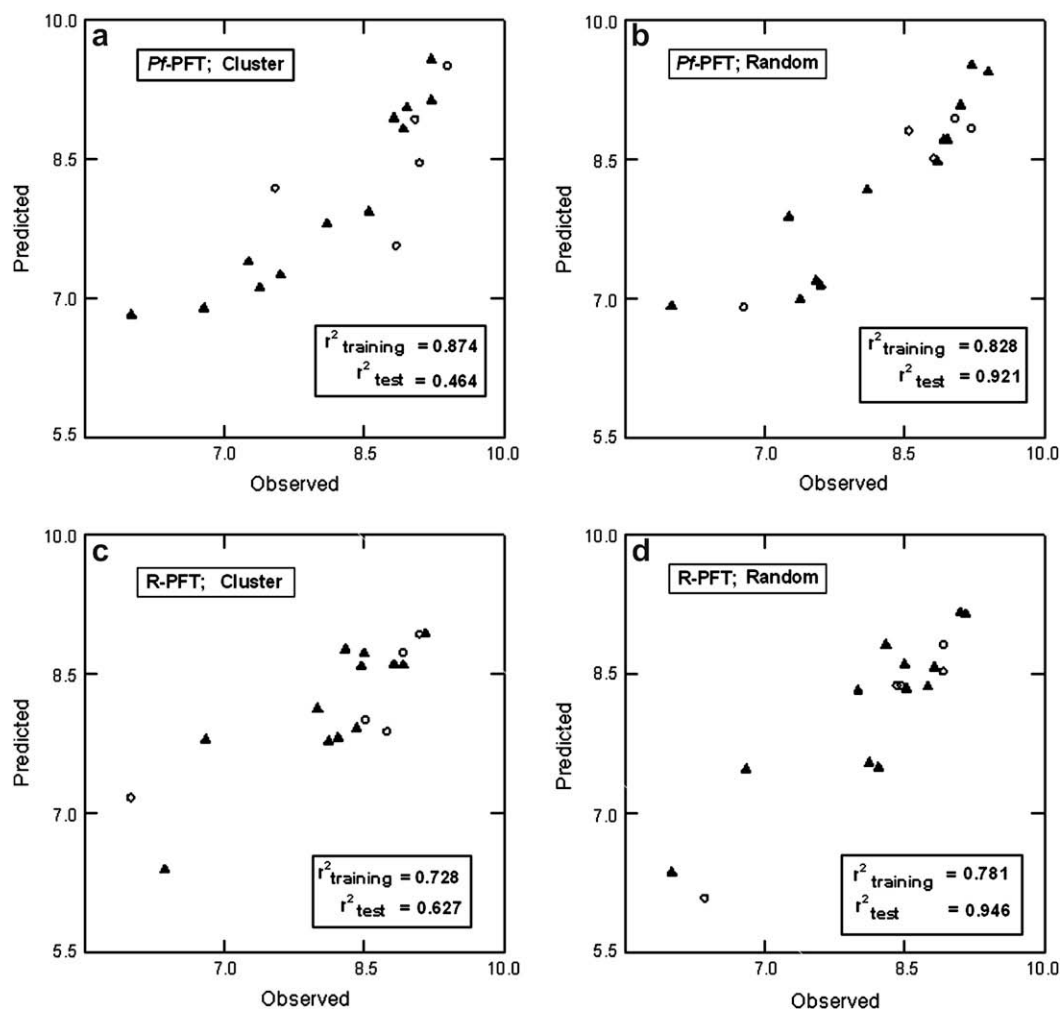 a
Pf-PFT; Cluster
10.0
8.5
7.0
5.5
Predicted
r² training = 0.874
r² test = 0.464
7.0 8.5 10.0
Observed
b
Pf-PFT; Random
10.0
8.5
7.0
5.5
Predicted
r² training = 0.828
r² test = 0.921
7.0 8.5 10.0
Observed
c
R-PFT; Cluster
10.0
8.5
7.0
5.5
Predicted
r² training = 0.728
r² test = 0.627
7.0 8.5 10.0
Observed
d
R-PFT; Random
10.0
8.5
7.0
5.5
Predicted
r² training = 0.781
r² test = 0.946
7.0 8.5 10.0
Observed